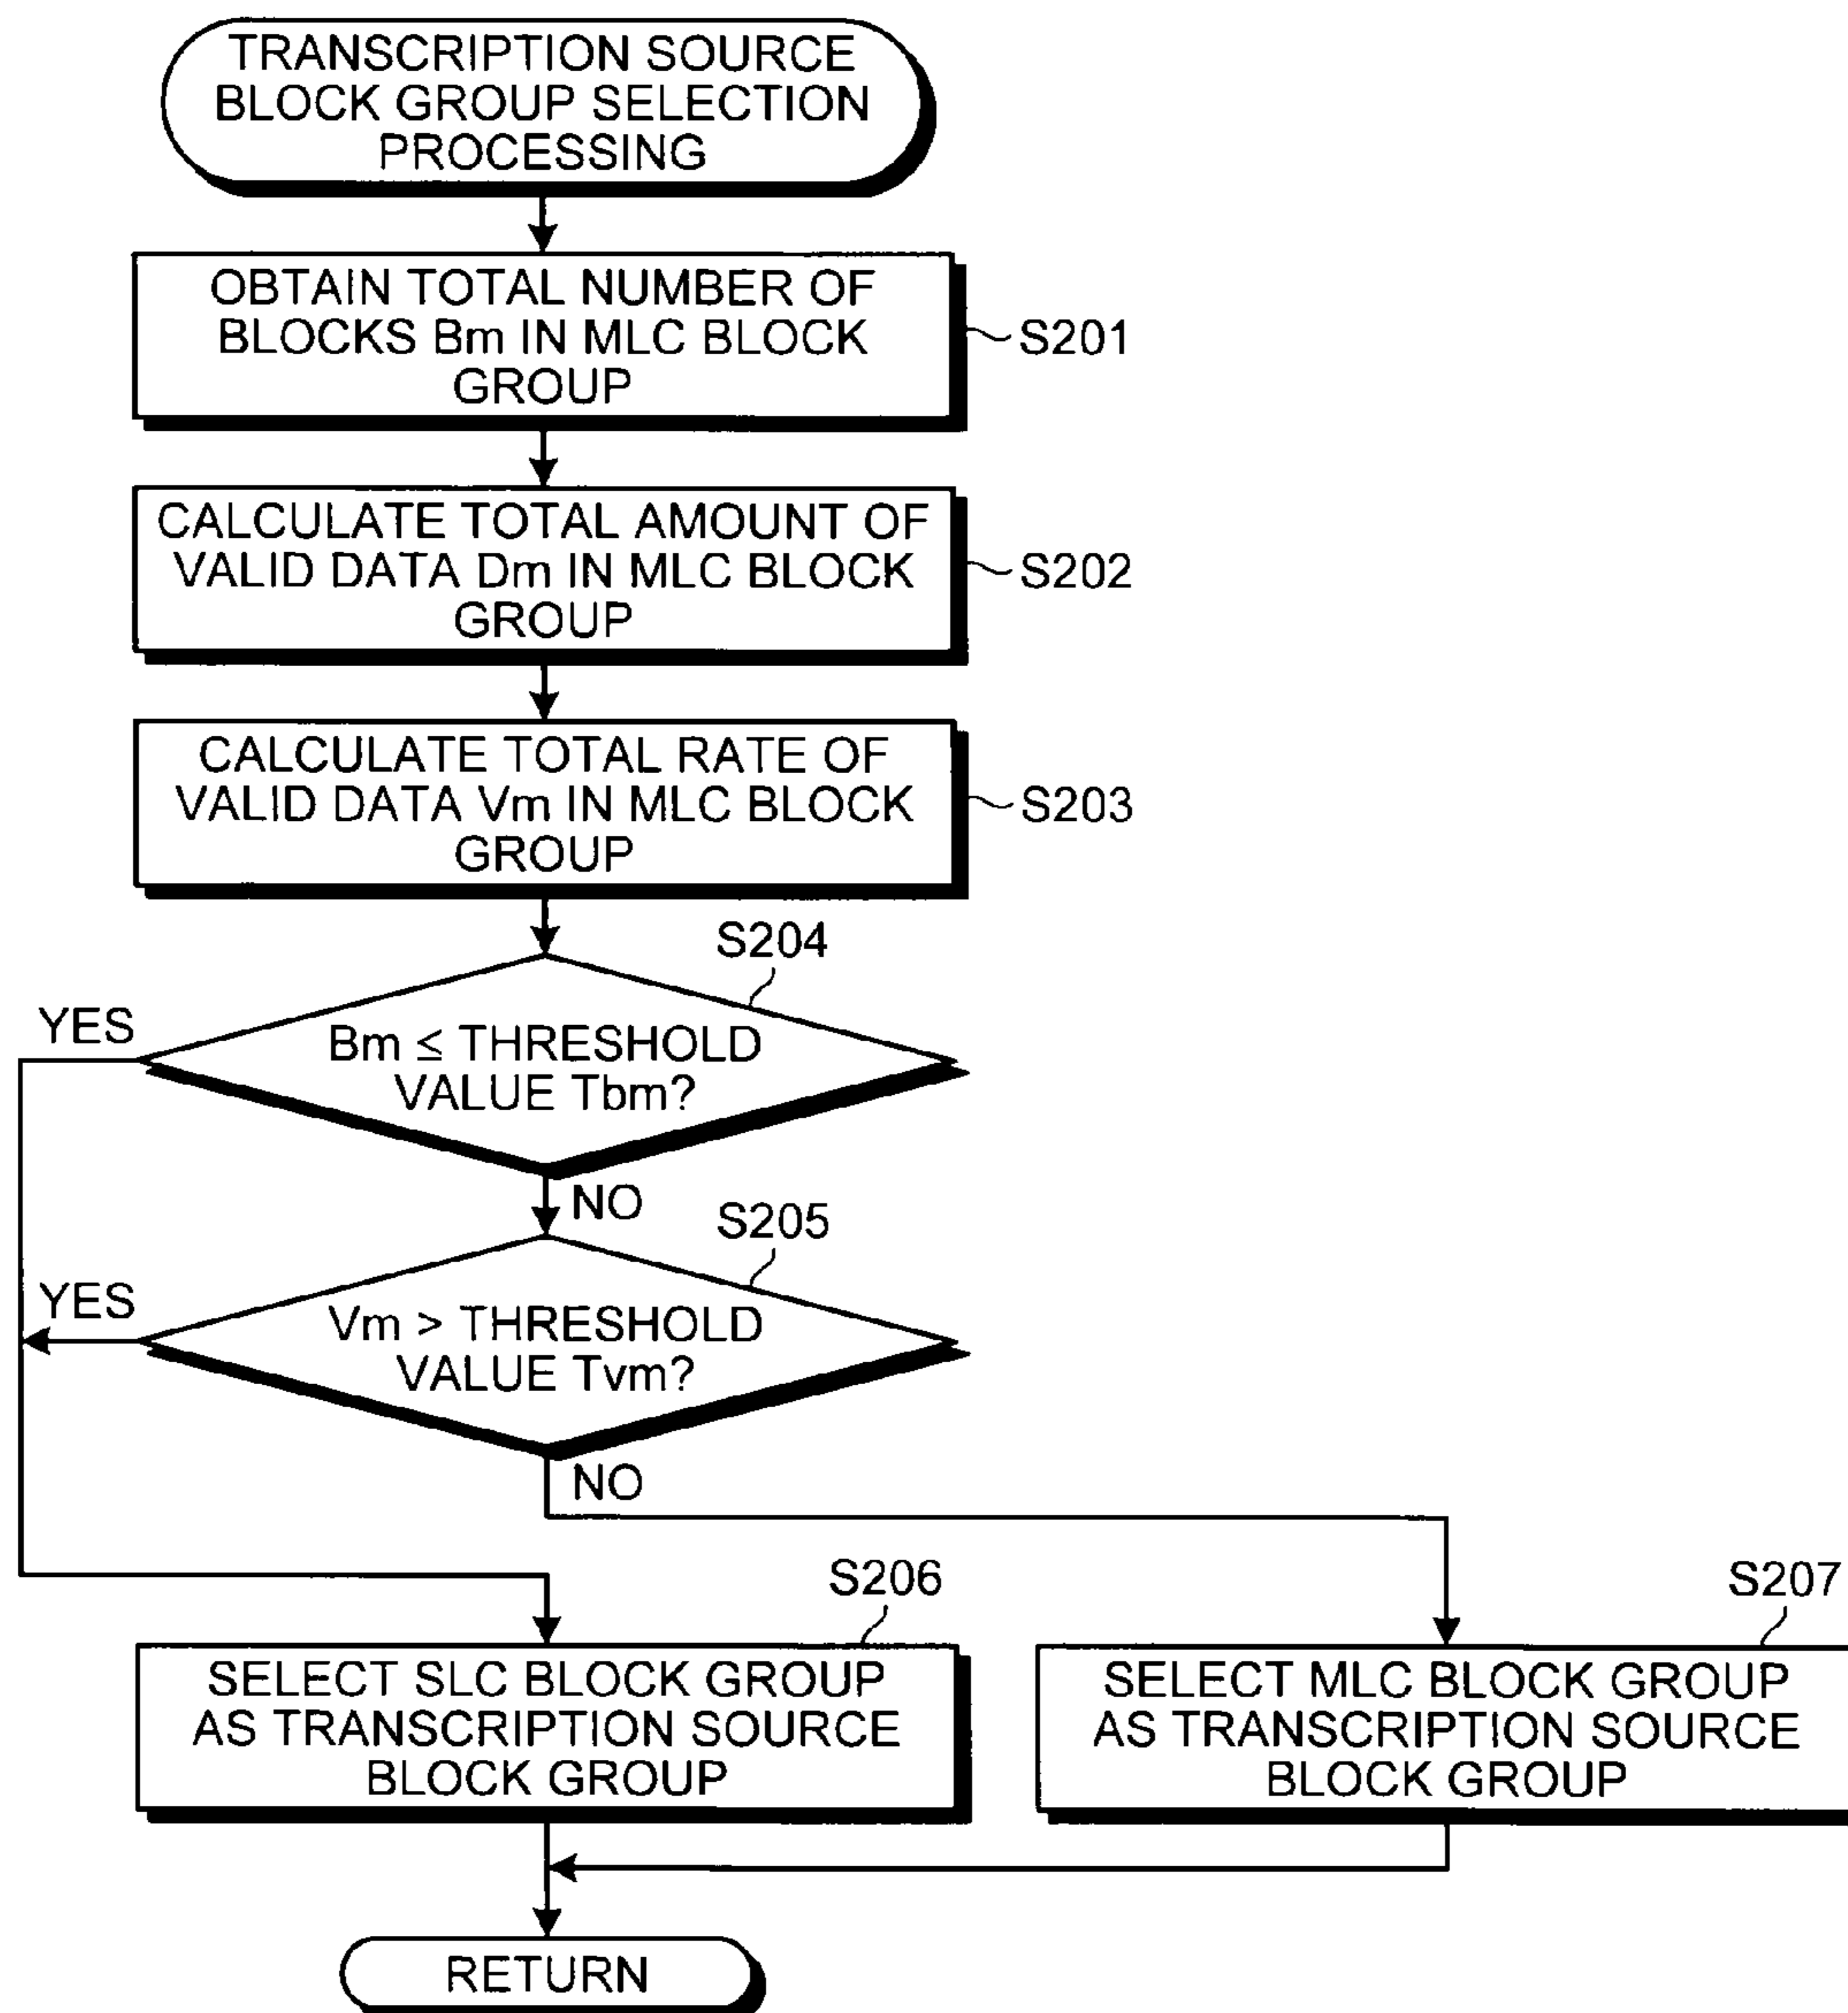 TRANSCRIPTION SOURCE
BLOCK GROUP SELECTION
PROCESSING
OBTAIN TOTAL NUMBER OF
BLOCKS Bm IN MLC BLOCK
GROUP
S201
CALCULATE TOTAL AMOUNT OF
VALID DATA Dm IN MLC BLOCK
GROUP
S202
CALCULATE TOTAL RATE OF
VALID DATA Vm IN MLC BLOCK
GROUP
S203
S204
YES
Bm ≤ THRESHOLD
VALUE Tbm?
NO
S205
YES
Vm > THRESHOLD
VALUE Tvm?
NO
S206
SELECT SLC BLOCK GROUP
AS TRANSCRIPTION SOURCE
BLOCK GROUP
S207
SELECT MLC BLOCK GROUP
AS TRANSCRIPTION SOURCE
BLOCK GROUP
RETURN